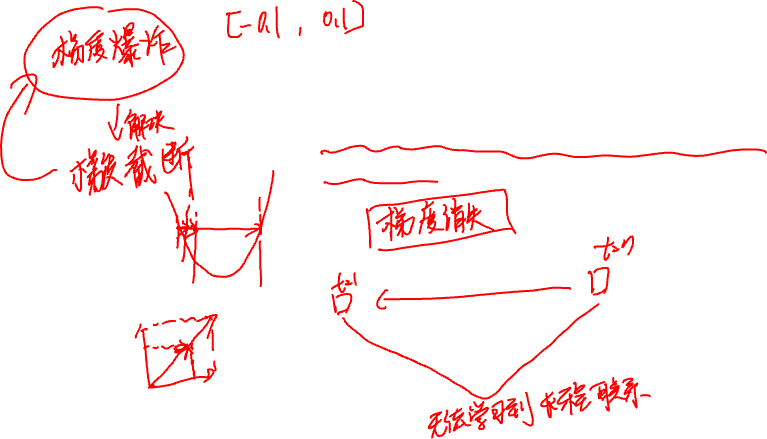 梯度爆炸
[-0.1, 0.1]
解决
梯度截断
梯度消失
t=1
t=n
无法学习到长程联系